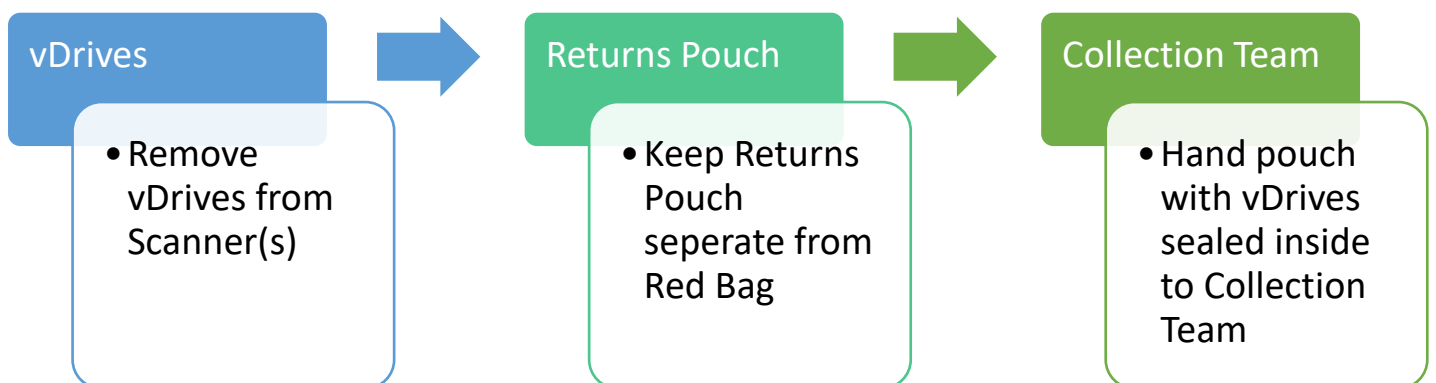 vDrives
• Remove
vDrives from
Scanner(s)
Returns Pouch
• Keep Returns
Pouch
seperate from
Red Bag
Collection Team
• Hand pouch
with vDrives
sealed inside
to Collection
Team